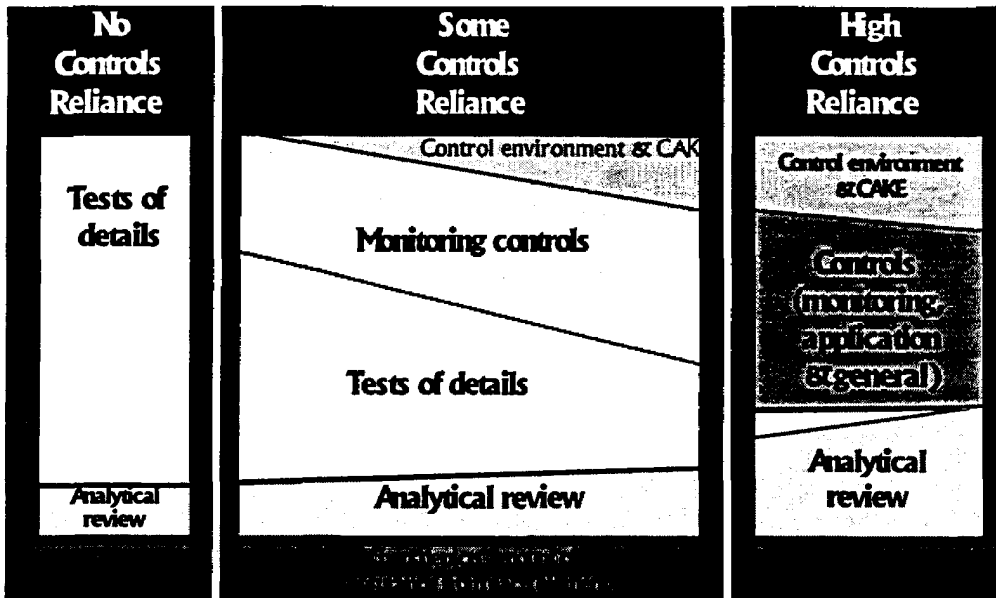 No
Controls
Reliance
Some
Controls
Reliance
High
Controls
Reliance
Tests of
details
Analytical
review
Control environment & CAK
Monitoring controls
Tests of details
Analytical review
Control environment
& CAKE
Controls
(monitoring,
application
& general)
Analytical
review